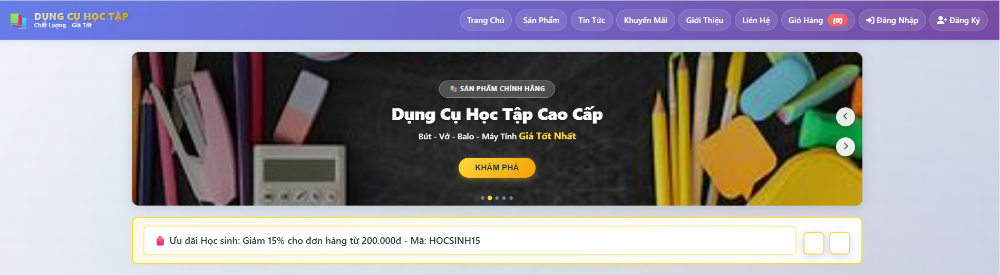 DỤNG CỤ HỌC TẬP
Chất Lượng - Giá Tốt
Trang Chủ
Sản Phẩm
Tin Tức
Khuyến Mãi
Giới Thiệu
Liên Hệ
Giỏ Hàng (0)
Đăng Nhập
Đăng Ký
SẢN PHẨM CHÍNH HÃNG
Dụng Cụ Học Tập Cao Cấp
Bút - Vở - Balo - Máy Tính Giá Tốt Nhất
KHÁM PHÁ
Ưu đãi Học sinh: Giảm 15% cho đơn hàng từ 200.000đ - Mã: HOCSINH15